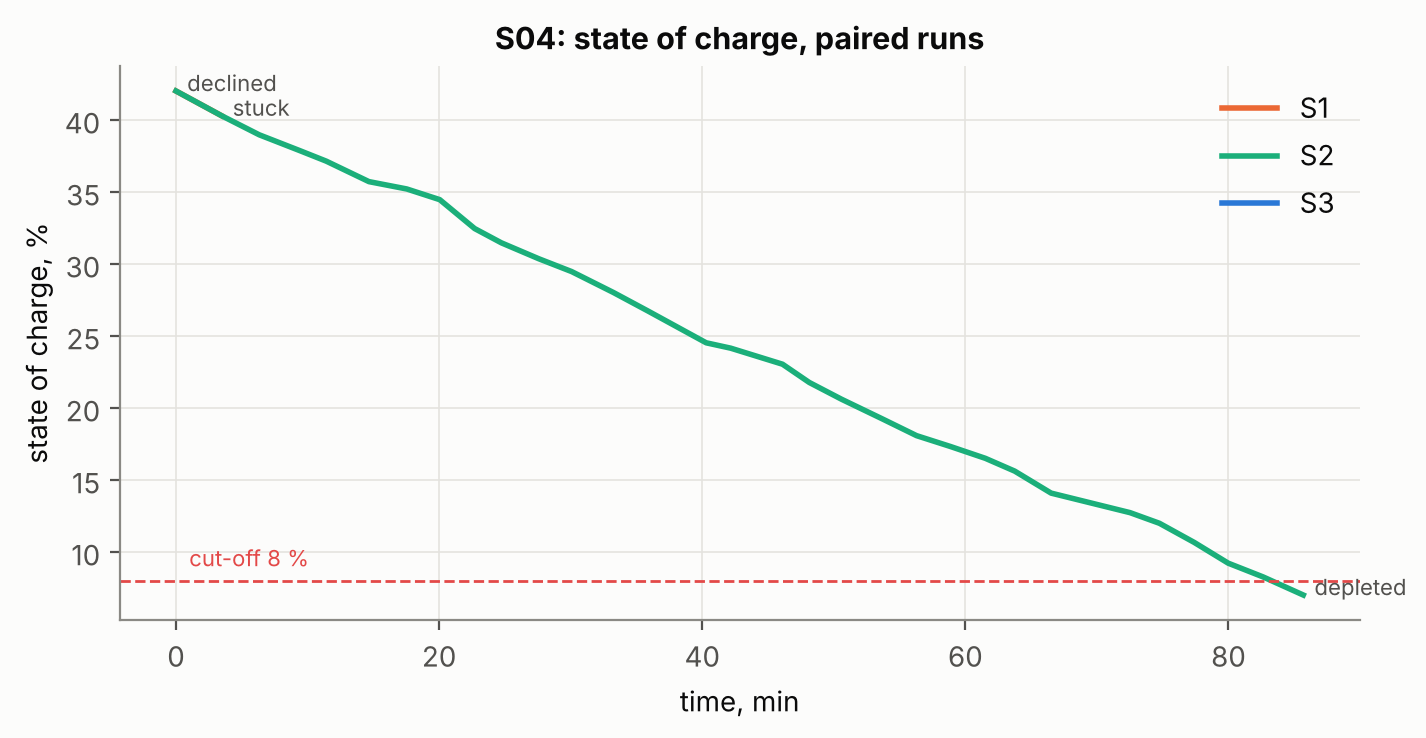 S04: state of charge, paired runs
declined
stuck
S1
S2
S3
40
35
30
25
20
15
10
state of charge, %
cut-off 8 %
depleted
0
20
40
60
80
time, min